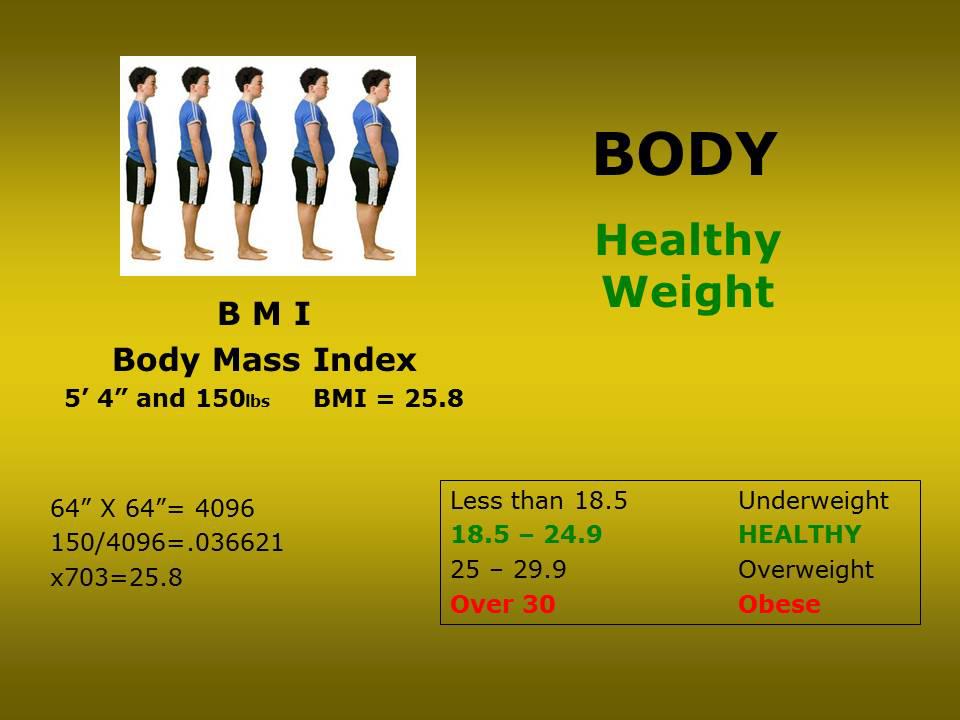 BODY
Healthy
Weight
B M I
Body Mass Index
5’ 4” and 150lbs BMI = 25.8
64” X 64”= 4096
150/4096=.036621
x703=25.8
Less than 18.5 Underweight
18.5 – 24.9 HEALTHY
25 – 29.9 Overweight
Over 30 Obese